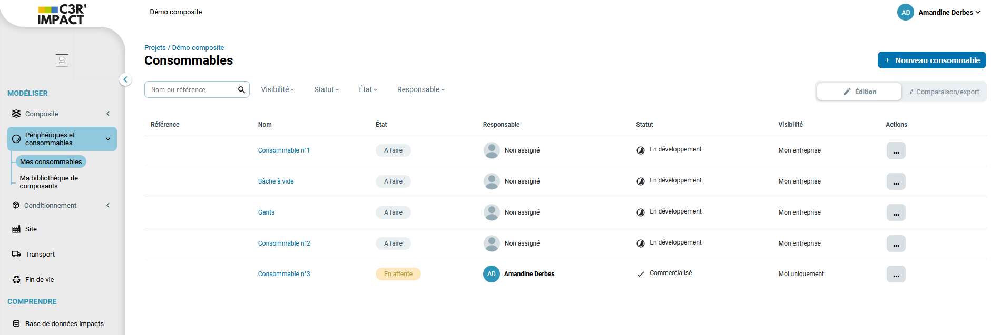 C3R'
IMPACT
Démo composite
AD Amandine Derbes
Projets / Démo composite
Consommables
+ Nouveau consommable
Nom ou référence
Visibilité
Statut
État
Responsable
Édition
Comparaison/export
MODÉLISER
Composite
Périphériques et
consommables
Mes consommables
Ma bibliothèque de
composants
Conditionnement
Site
Transport
Fin de vie
COMPRENDRE
Base de données impacts
Référence Nom État Responsable Statut Visibilité Actions
Consommable n°1 A faire Non assigné En développement Mon entreprise ...
Bâche à vide A faire Non assigné En développement Mon entreprise ...
Gants A faire Non assigné En développement Mon entreprise ...
Consommable n°2 A faire Non assigné En développement Mon entreprise ...
Consommable n°3 En attente AD Amandine Derbes Commercialisé Moi uniquement ...